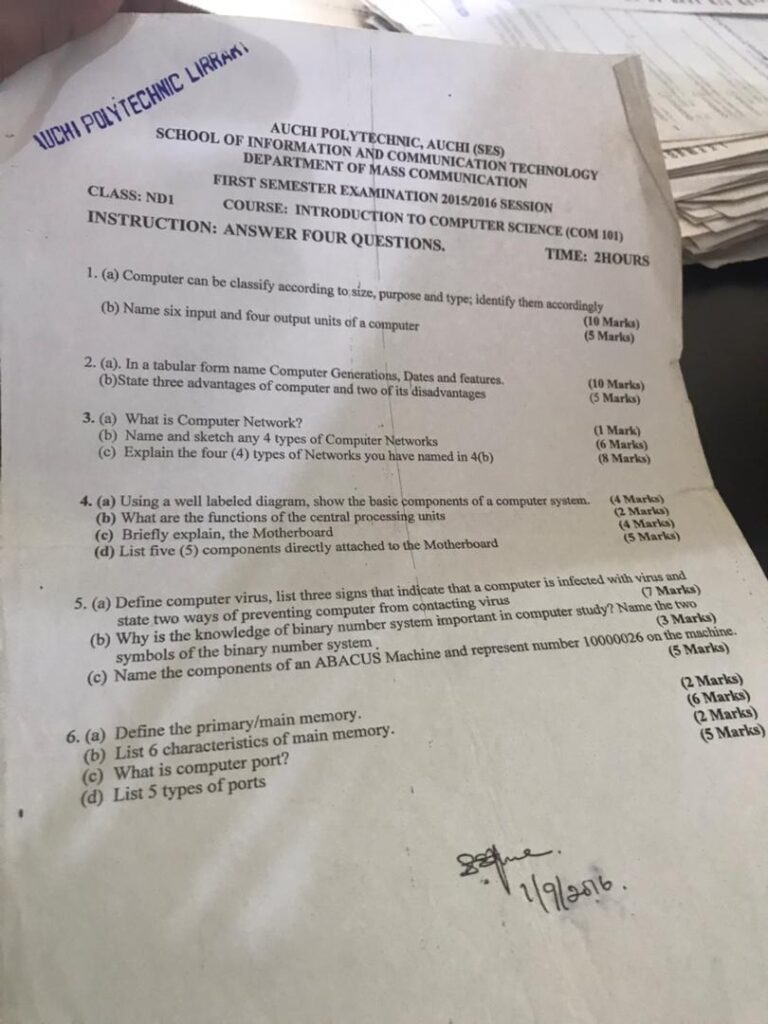 AUCHI POLYTECHNIC LIBRARY
AUCHI POLYTECHNIC, AUCHI (SES)
SCHOOL OF INFORMATION AND COMMUNICATION TECHNOLOGY
DEPARTMENT OF MASS COMMUNICATION
FIRST SEMESTER EXAMINATION 2015/2016 SESSION
CLASS: ND1 COURSE: INTRODUCTION TO COMPUTER SCIENCE (COM 101)
INSTRUCTION: ANSWER FOUR QUESTIONS. TIME: 2HOURS
1. (a) Computer can be classify according to size, purpose and type; identify them accordingly
(10 Marks)
(b) Name six input and four output units of a computer (5 Marks)
2. (a). In a tabular form name Computer Generations, Dates and features. (10 Marks)
(b)State three advantages of computer and two of its disadvantages (5 Marks)
3. (a) What is Computer Network? (1 Mark)
(b) Name and sketch any 4 types of Computer Networks (6 Marks)
(c) Explain the four (4) types of Networks you have named in 4(b) (8 Marks)
4. (a) Using a well labeled diagram, show the basic components of a computer system. (4 Marks)
(b) What are the functions of the central processing units (2 Marks)
(c) Briefly explain, the Motherboard (4 Marks)
(d) List five (5) components directly attached to the Motherboard (5 Marks)
5. (a) Define computer virus, list three signs that indicate that a computer is infected with virus and
state two ways of preventing computer from contacting virus (7 Marks)
(b) Why is the knowledge of binary number system important in computer study? Name the two
symbols of the binary number system (3 Marks)
(c) Name the components of an ABACUS Machine and represent number 10000026 on the machine.
(5 Marks)
6. (a) Define the primary/main memory. (2 Marks)
(b) List 6 characteristics of main memory. (6 Marks)
(c) What is computer port? (2 Marks)
(d) List 5 types of ports (5 Marks)
1/9/2016.